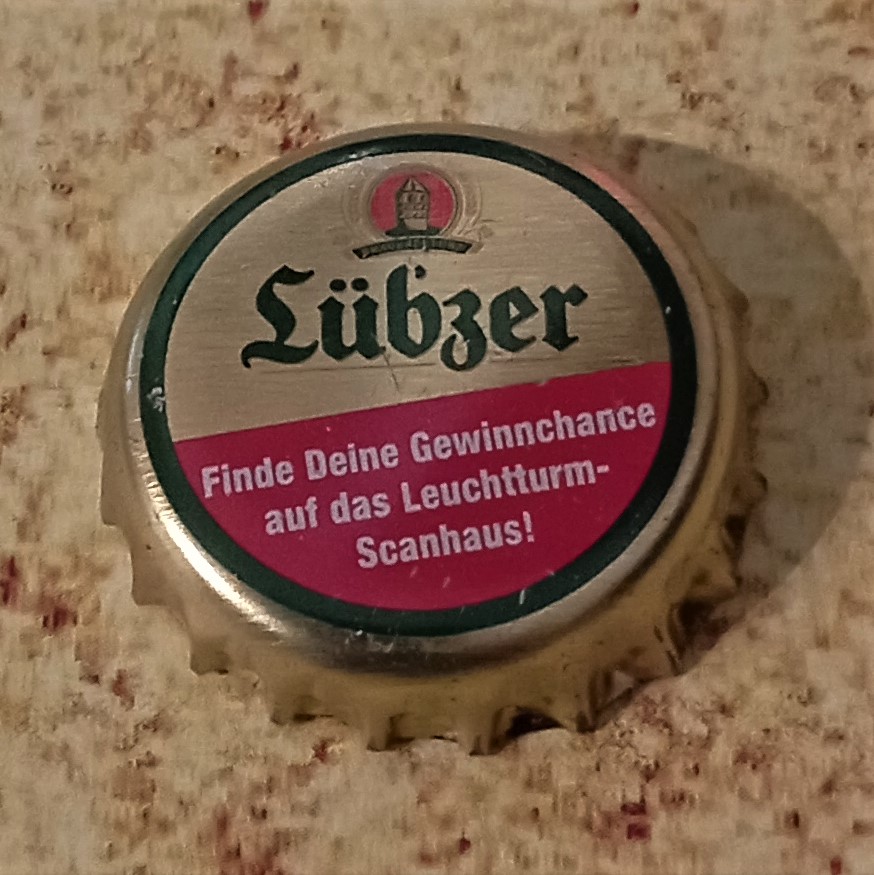 Lübzer
Finde Deine Gewinnchance
auf das Leuchtturm-
Scanhaus!